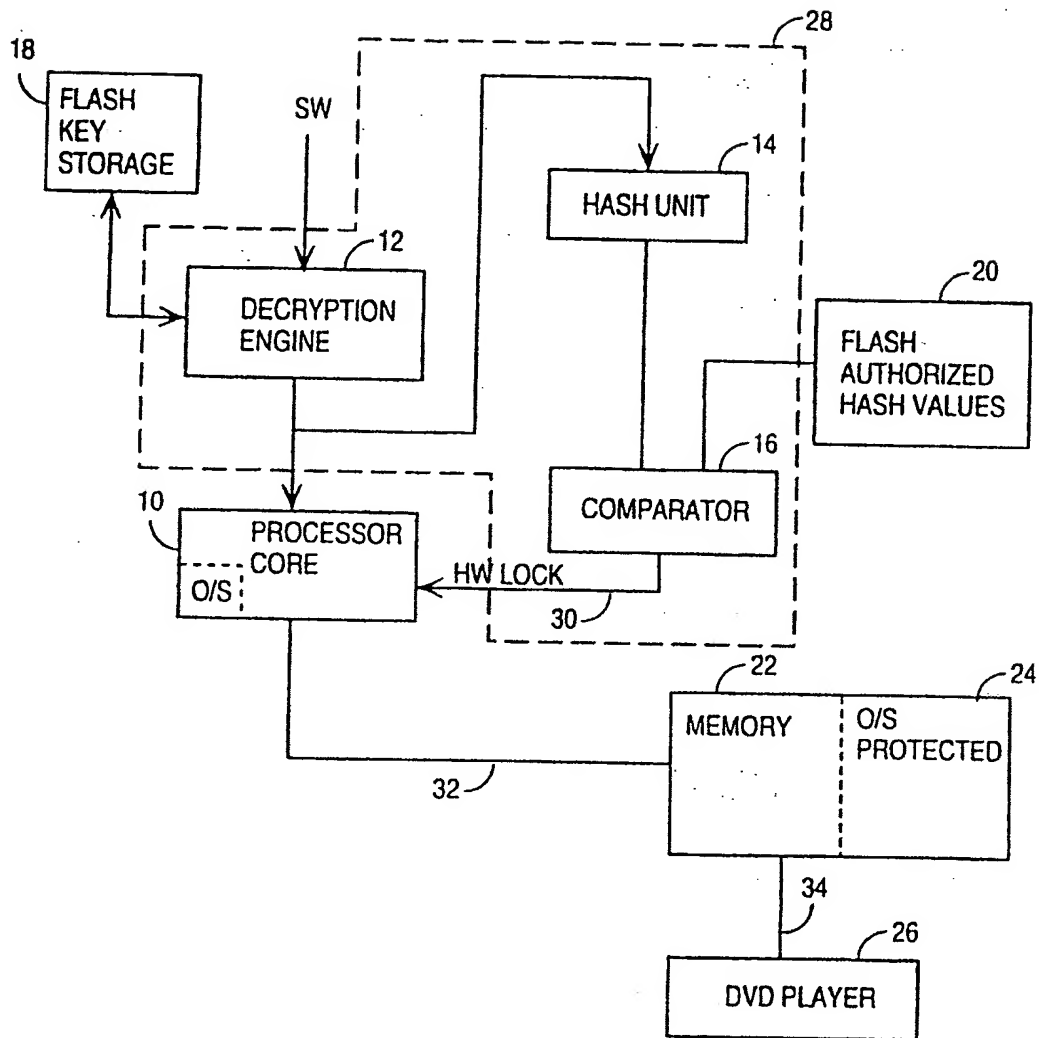 28
18
FLASH
KEY
STORAGE
SW
14
HASH UNIT
12
DECRYPTION
ENGINE
20
FLASH
AUTHORIZED
HASH VALUES
16
COMPARATOR
10
PROCESSOR
CORE
O/S
HW LOCK
30
22
24
MEMORY
O/S
PROTECTED
32
34
26
DVD PLAYER